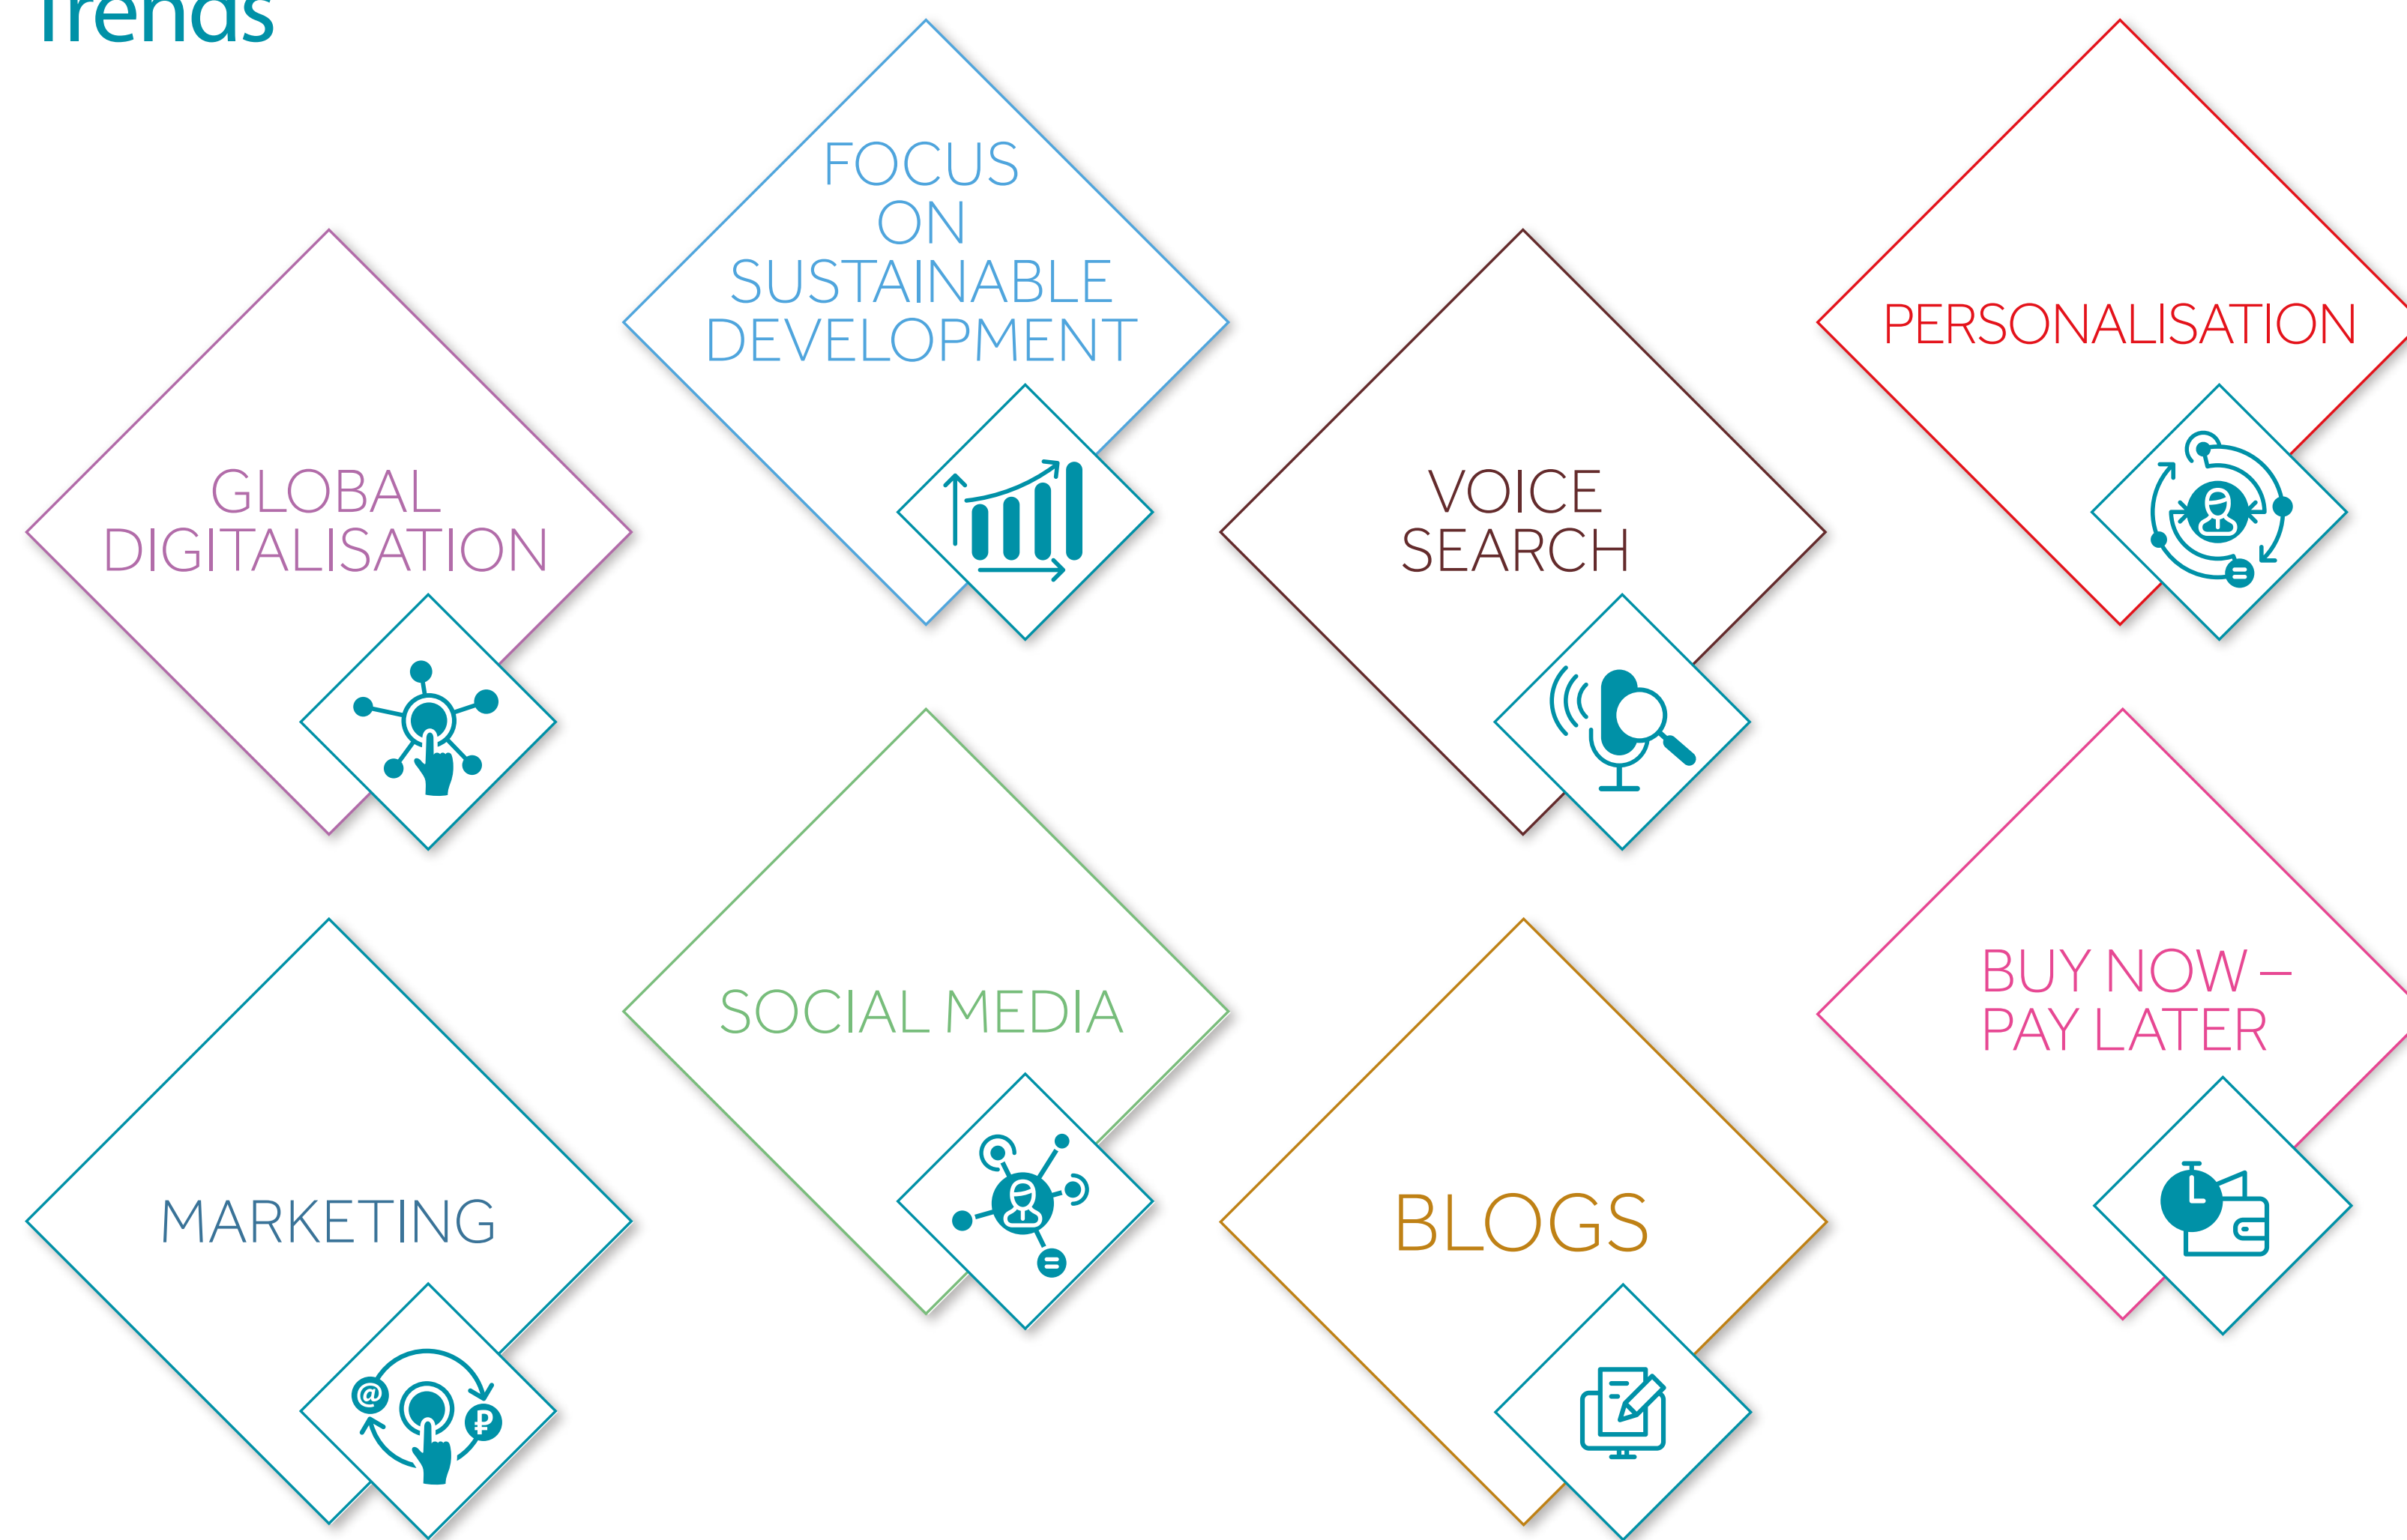 Trends
FOCUS
ON
SUSTAINABLE
DEVELOPMENT
PERSONALISATION
GLOBAL
DIGITALISATION
VOICE
SEARCH
SOCIAL MEDIA
BUY NOW –
PAY LATER
MARKETING
BLOGS
@
₽